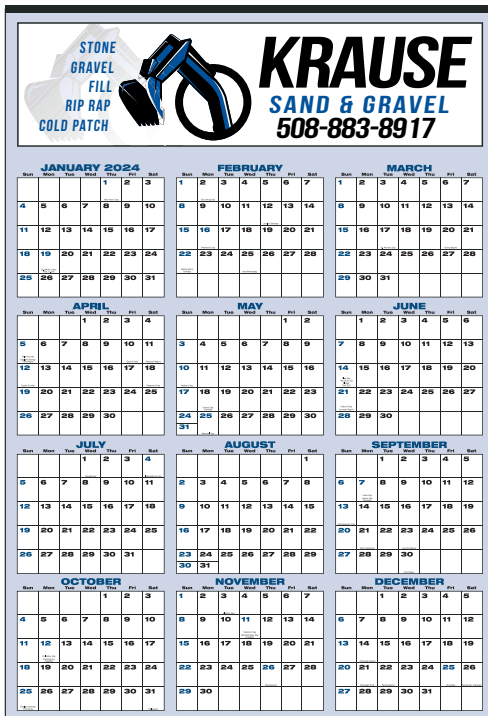 STONE
GRAVEL
FILL
RIP RAP
COLD PATCH
KRAUSE
SAND & GRAVEL
508-883-8917
JANUARY 2024
Sun Mon Tue Wed Thu Fri Sat
1 2 3
4 5 6 7 8 9 10
11 12 13 14 15 16 17
18 19 20 21 22 23 24
25 26 27 28 29 30 31
FEBRUARY
Sun Mon Tue Wed Thu Fri Sat
1 2 3 4 5 6 7
8 9 10 11 12 13 14
15 16 17 18 19 20 21
22 23 24 25 26 27 28
MARCH
Sun Mon Tue Wed Thu Fri Sat
1 2 3 4 5 6 7
8 9 10 11 12 13 14
15 16 17 18 19 20 21
22 23 24 25 26 27 28
29 30 31
APRIL
Sun Mon Tue Wed Thu Fri Sat
1 2 3 4
5 6 7 8 9 10 11
12 13 14 15 16 17 18
19 20 21 22 23 24 25
26 27 28 29 30
MAY
Sun Mon Tue Wed Thu Fri Sat
1 2
3 4 5 6 7 8 9
10 11 12 13 14 15 16
17 18 19 20 21 22 23
24 25 26 27 28 29 30
31
JUNE
Sun Mon Tue Wed Thu Fri Sat
1 2 3 4 5 6
7 8 9 10 11 12 13
14 15 16 17 18 19 20
21 22 23 24 25 26 27
28 29 30
JULY
Sun Mon Tue Wed Thu Fri Sat
1 2 3 4
5 6 7 8 9 10 11
12 13 14 15 16 17 18
19 20 21 22 23 24 25
26 27 28 29 30 31
AUGUST
Sun Mon Tue Wed Thu Fri Sat
1
2 3 4 5 6 7 8
9 10 11 12 13 14 15
16 17 18 19 20 21 22
23 24 25 26 27 28 29
30 31
SEPTEMBER
Sun Mon Tue Wed Thu Fri Sat
1 2 3 4 5
6 7 8 9 10 11 12
13 14 15 16 17 18 19
20 21 22 23 24 25 26
27 28 29 30
OCTOBER
Sun Mon Tue Wed Thu Fri Sat
1 2 3
4 5 6 7 8 9 10
11 12 13 14 15 16 17
18 19 20 21 22 23 24
25 26 27 28 29 30 31
NOVEMBER
Sun Mon Tue Wed Thu Fri Sat
1 2 3 4 5 6 7
8 9 10 11 12 13 14
15 16 17 18 19 20 21
22 23 24 25 26 27 28
29 30
DECEMBER
Sun Mon Tue Wed Thu Fri Sat
1 2 3 4 5
6 7 8 9 10 11 12
13 14 15 16 17 18 19
20 21 22 23 24 25 26
27 28 29 30 31